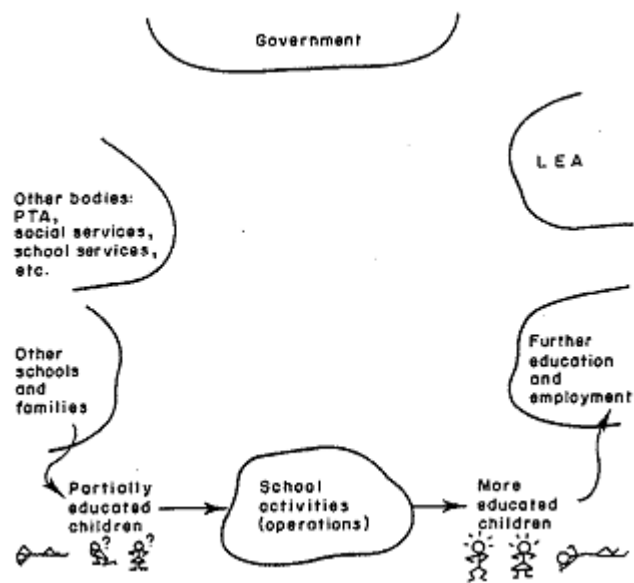 Government
LEA
Other bodies:
PTA,
social services,
school services,
etc.
Other
schools
and
families
Further
education
and
employment
Partially
educated
children
School
activities
(operations)
More
educated
children
? ?